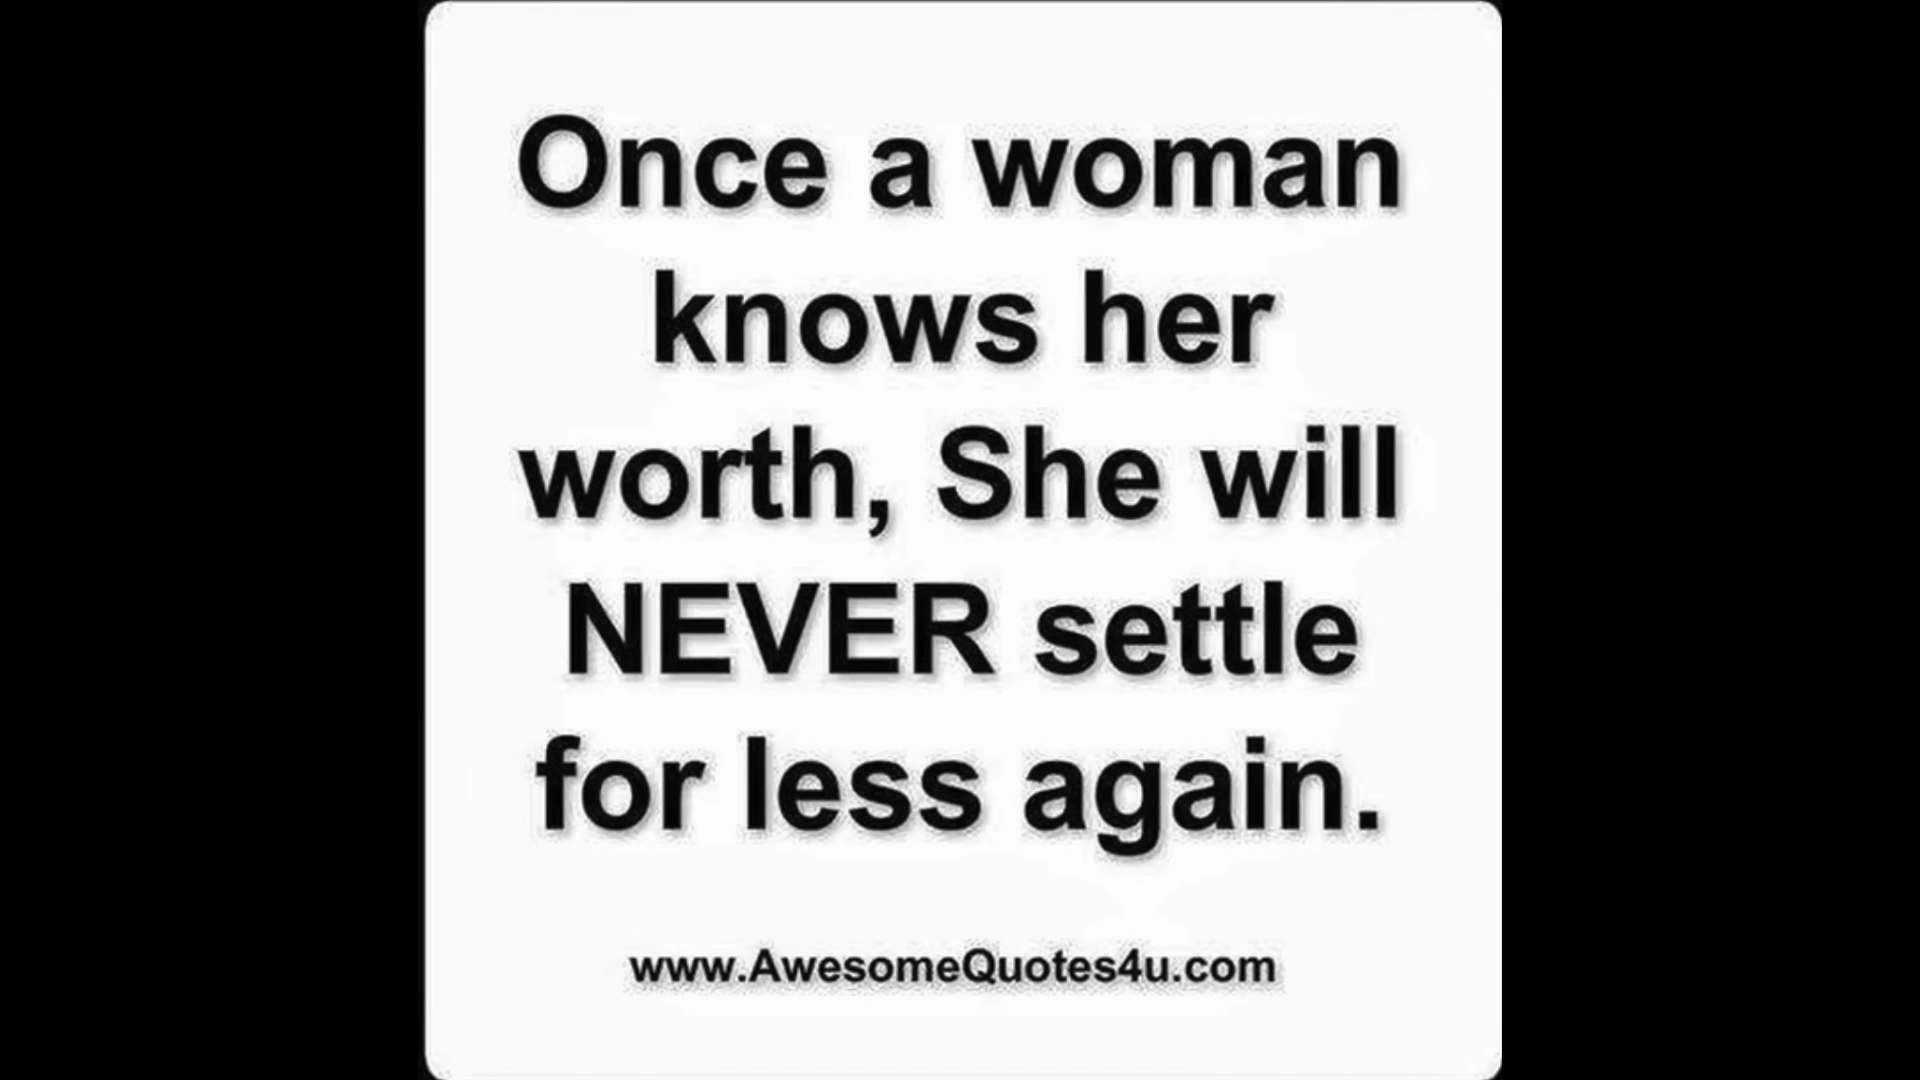 Once a woman
knows her
worth, She will
NEVER settle
for less again.
www.AwesomeQuotes4u.com